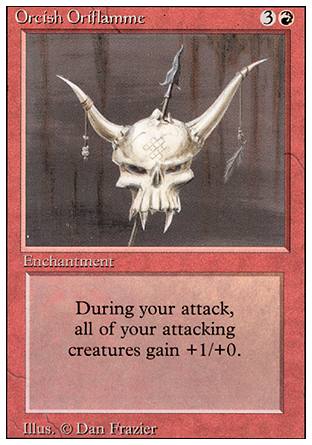 Orcish Oriflamme 3
Enchantment
During your attack,
all of your attacking
creatures gain +1/+0.
Illus. © Dan Frazier